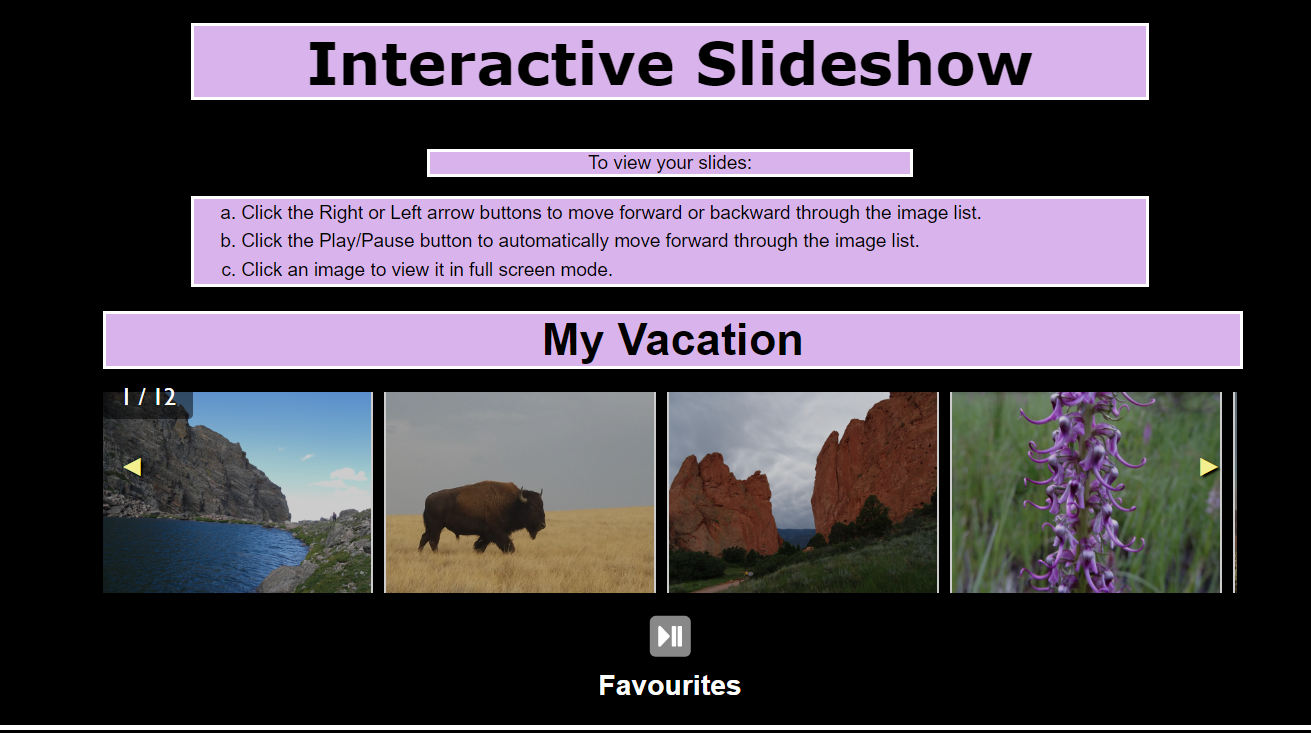 Interactive Slideshow
To view your slides:
a. Click the Right or Left arrow buttons to move forward or backward through the image list.
b. Click the Play/Pause button to automatically move forward through the image list.
c. Click an image to view it in full screen mode.
My Vacation
1 / 12
Favourites